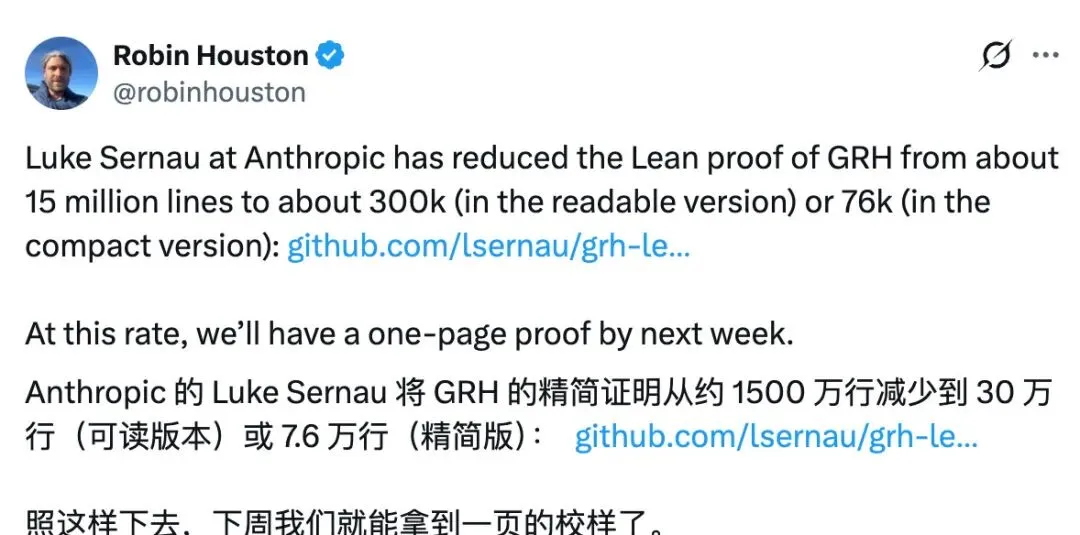 Robin Houston
@robinhouston
Luke Sernau at Anthropic has reduced the Lean proof of GRH from about
15 million lines to about 300k (in the readable version) or 76k (in the
compact version): github.com/lsernau/grh-le...
At this rate, we’ll have a one-page proof by next week.
Anthropic 的 Luke Sernau 将 GRH 的精简证明从约 1500 万行减少到 30 万
行（可读版本）或 7.6 万行（精简版）： github.com/lsernau/grh-le...
照这样下去，下周我们就能拿到一页的校样了。